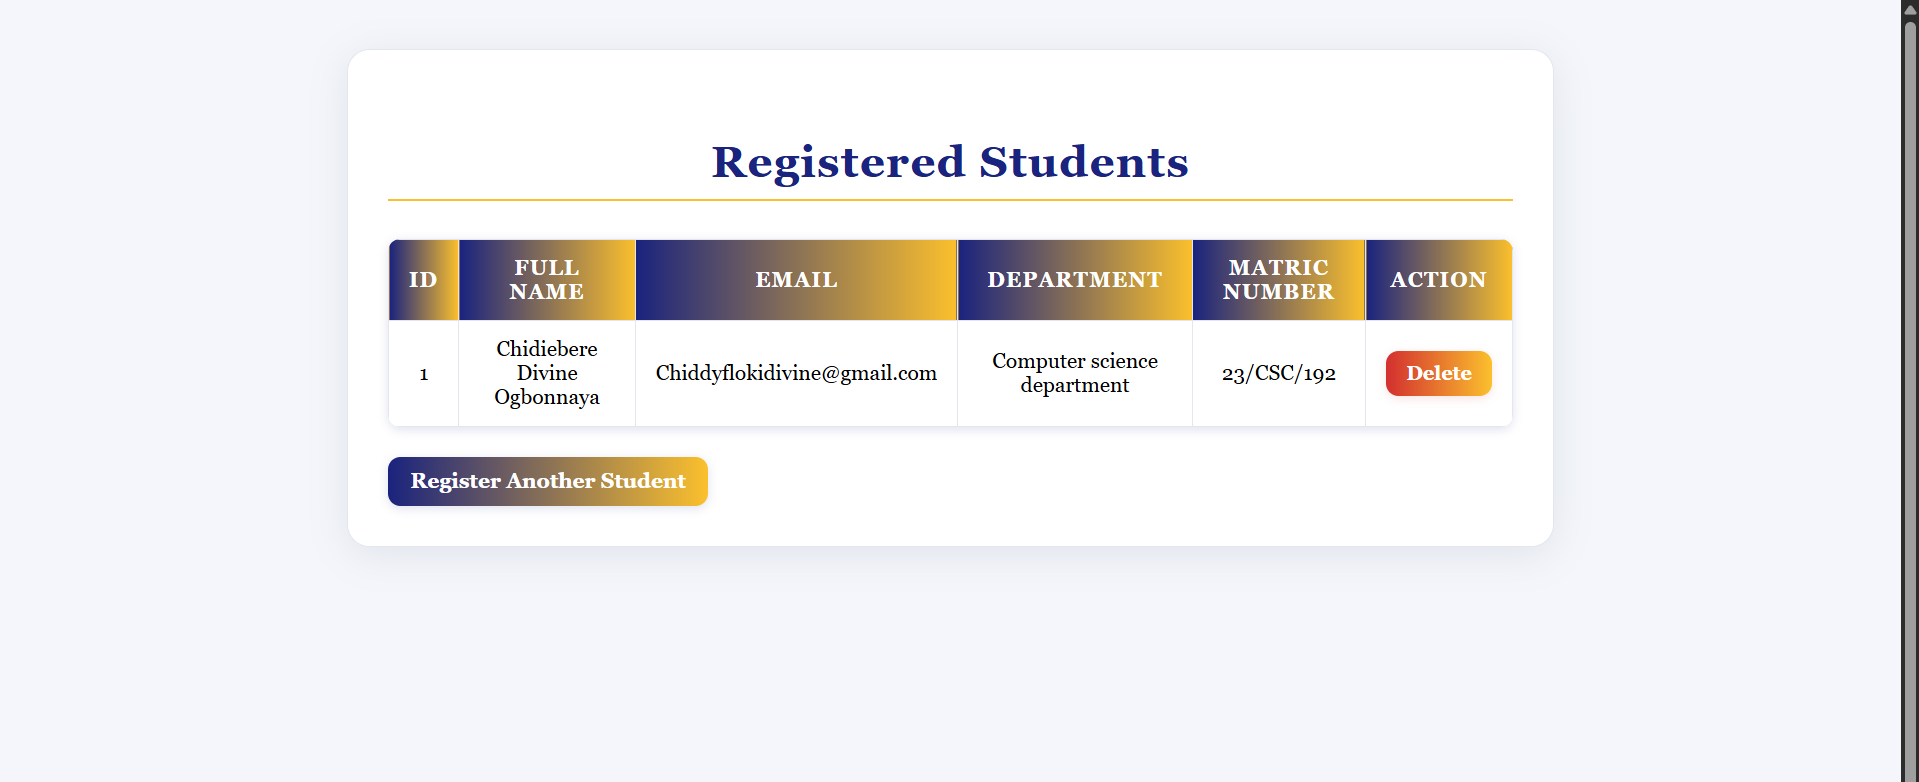 Registered Students
ID
FULL
NAME
EMAIL
DEPARTMENT
MATRIC
NUMBER
ACTION
1
Chidiebere
Divine
Ogbonnaya
Chiddyflokidivine@gmail.com
Computer science
department
23/CSC/192
Delete
Register Another Student